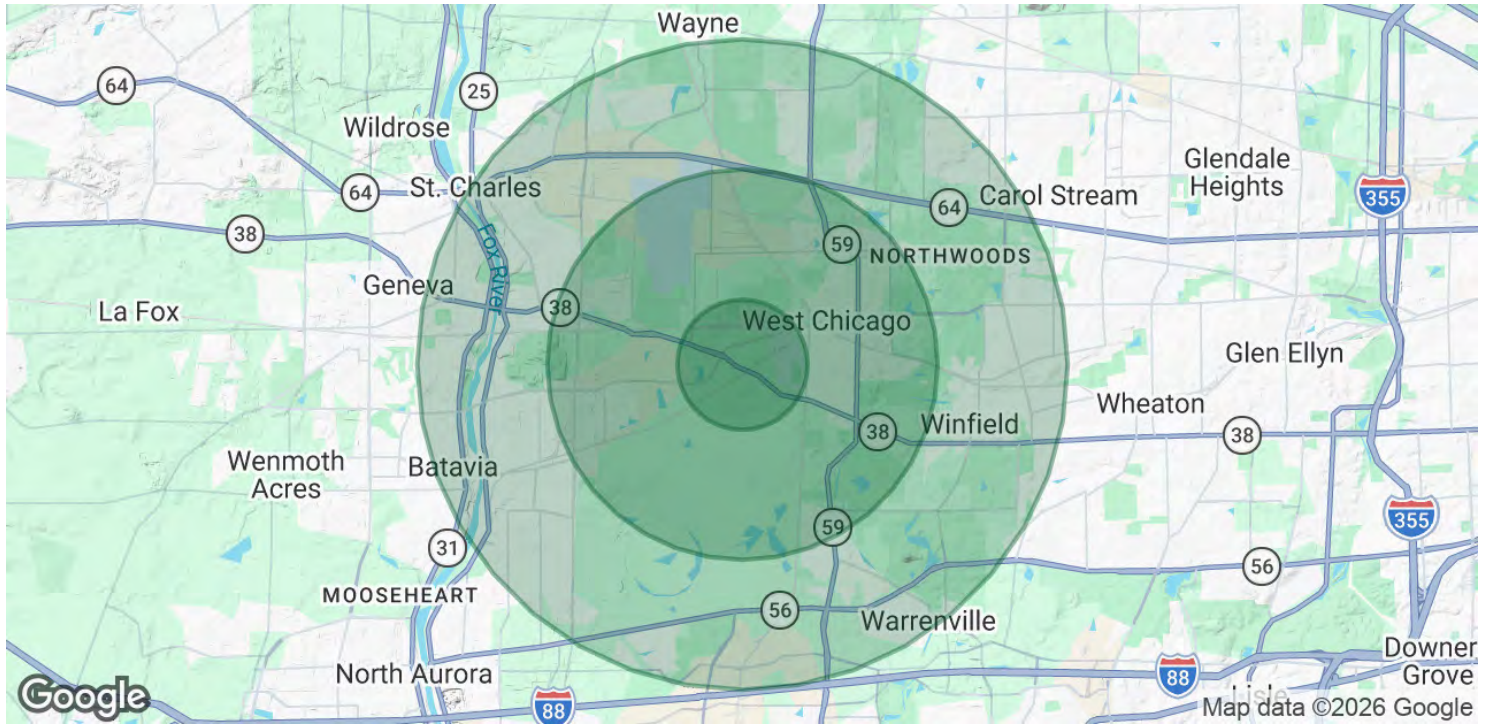 Wayne
64
25
Wildrose
Glendale
Heights
64
St. Charles
64
Carol Stream
355
38
Fox River
59
NORTHWOODS
Geneva
38
La Fox
West Chicago
Glen Ellyn
Wheaton
38
Winfield
38
Wenmoth
Acres
Batavia
355
59
31
56
MOOSEHEART
56
Warrenville
Downer
Grove
North Aurora
88
88
Lisle
Google
Map data ©2026 Google